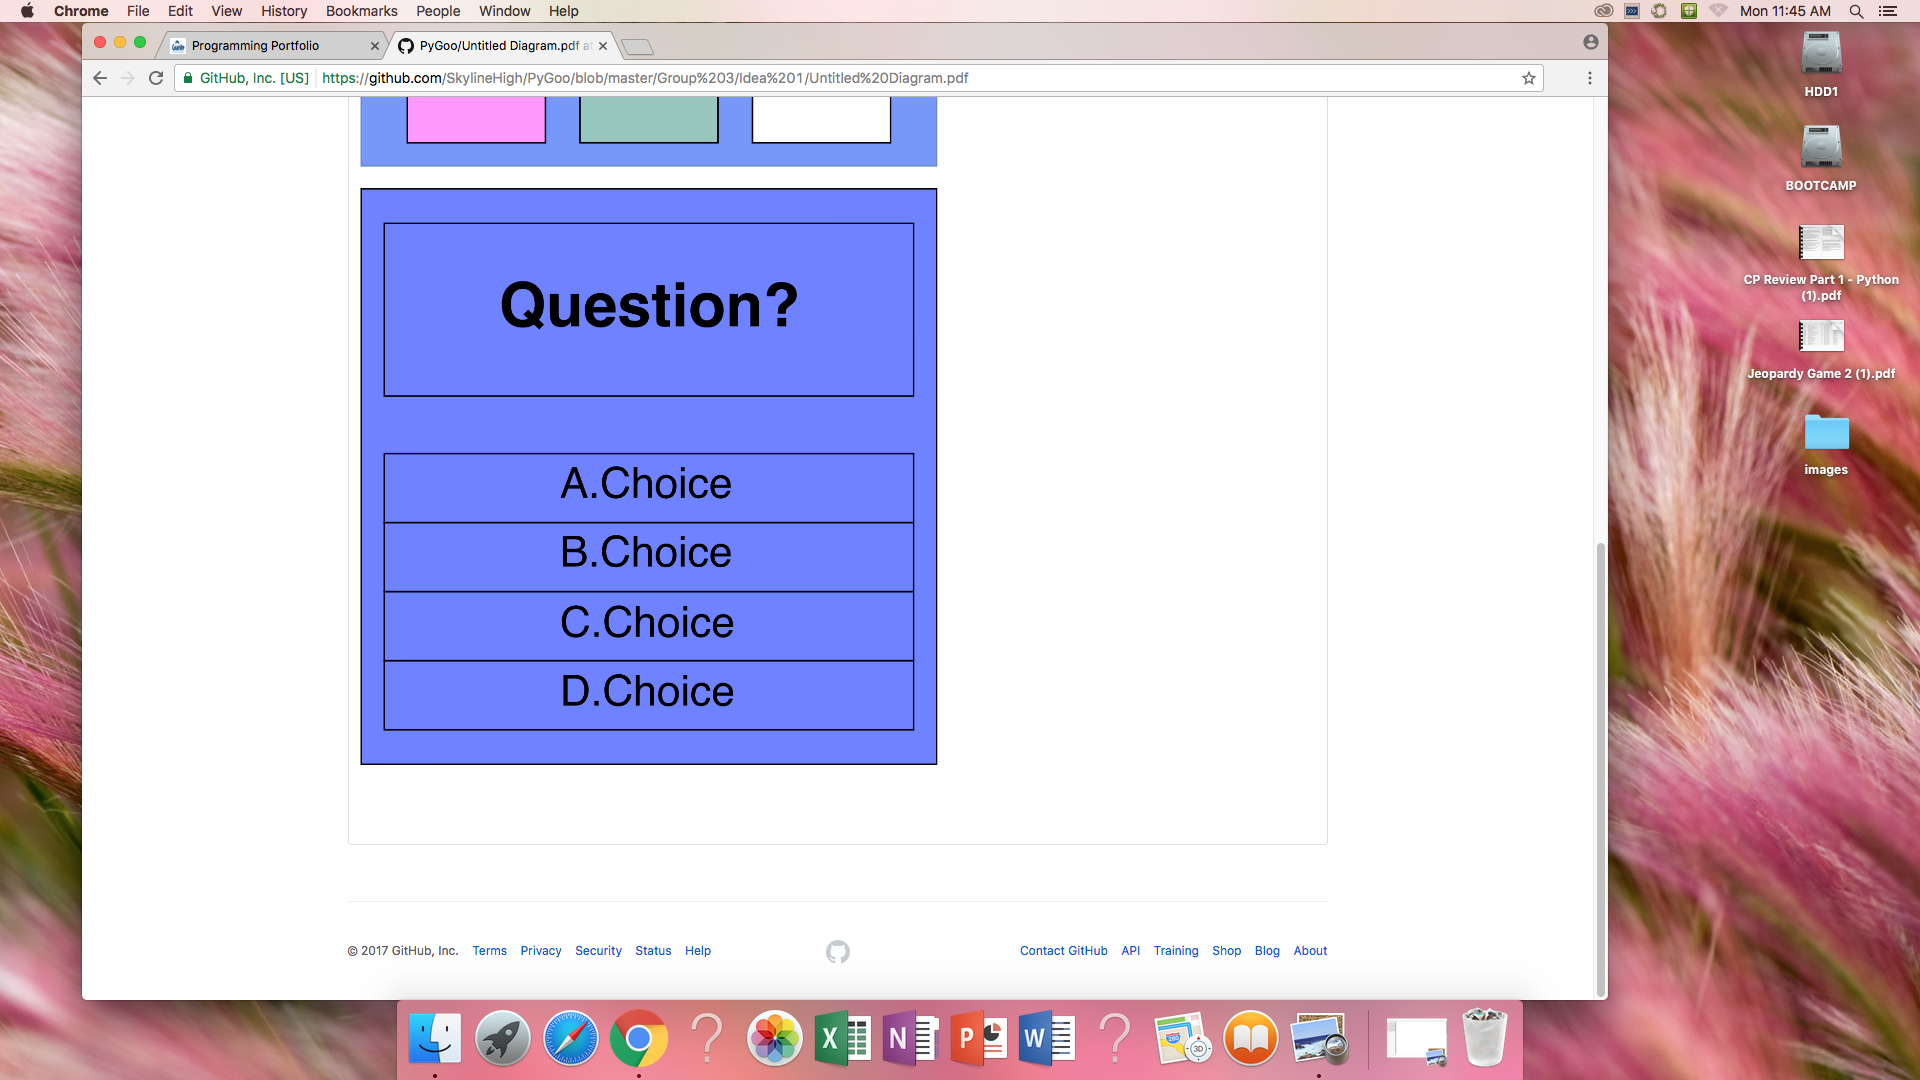 Chrome File Edit View History Bookmarks People Window Help Mon 11:45 AM
Programming Portfolio PyGoo/Untitled Diagram.pdf a
GitHub, Inc. [US] https://github.com/SkylineHigh/PyGoo/blob/master/Group%203/Idea%201/Untitled%20Diagram.pdf
HDD1
BOOTCAMP
CP Review Part 1 - Python
(1).pdf
Jeopardy Game 2 (1).pdf
images
Question?
A.Choice
B.Choice
C.Choice
D.Choice
© 2017 GitHub, Inc. Terms Privacy Security Status Help Contact GitHub API Training Shop Blog About
? X N P W ? 280 3D